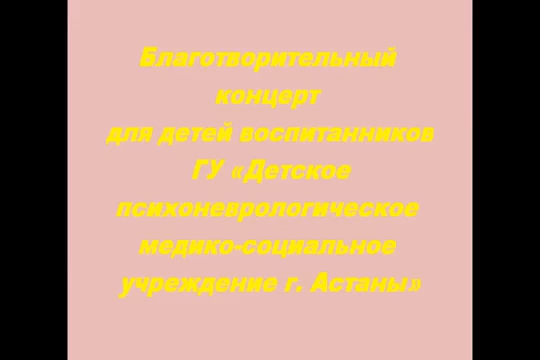 Благотворительный
концерт
для детей воспитанников
ГУ «Детское
психоневрологическое
медико-социальное
учреждение г. Астаны»